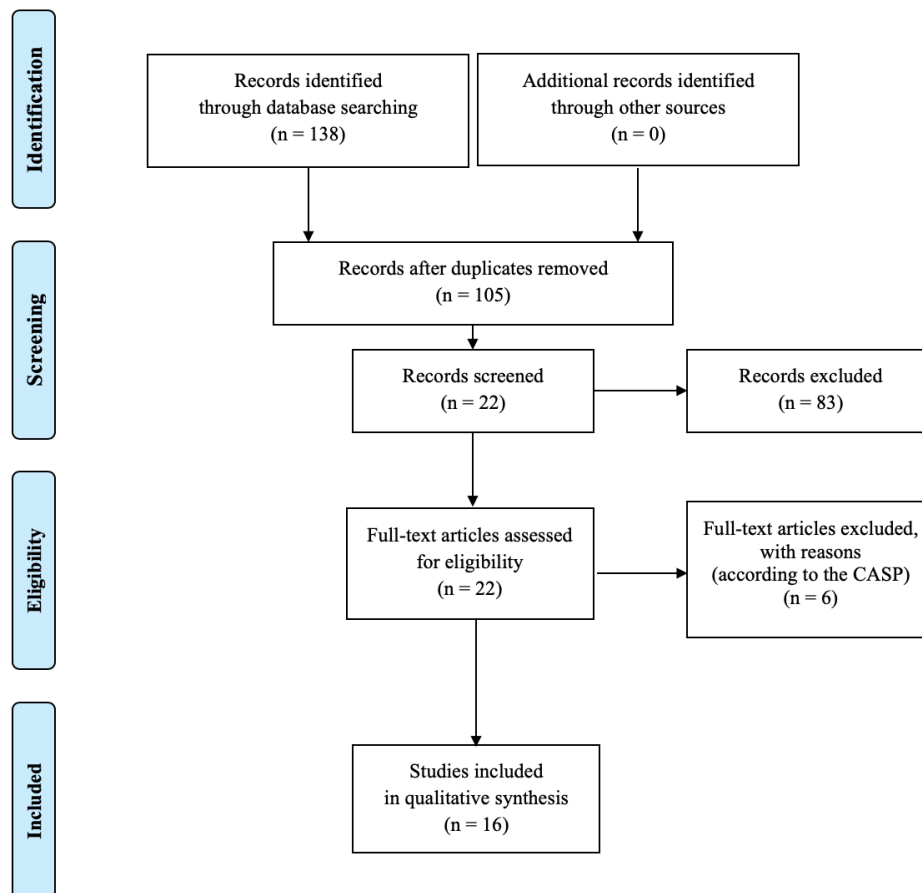 Identification
Records identified
through database searching
(n = 138)
Additional records identified
through other sources
(n = 0)
Screening
Records after duplicates removed
(n = 105)
Records screened
(n = 22)
Records excluded
(n = 83)
Eligibility
Full-text articles assessed
for eligibility
(n = 22)
Full-text articles excluded,
with reasons
(according to the CASP)
(n = 6)
Included
Studies included
in qualitative synthesis
(n = 16)